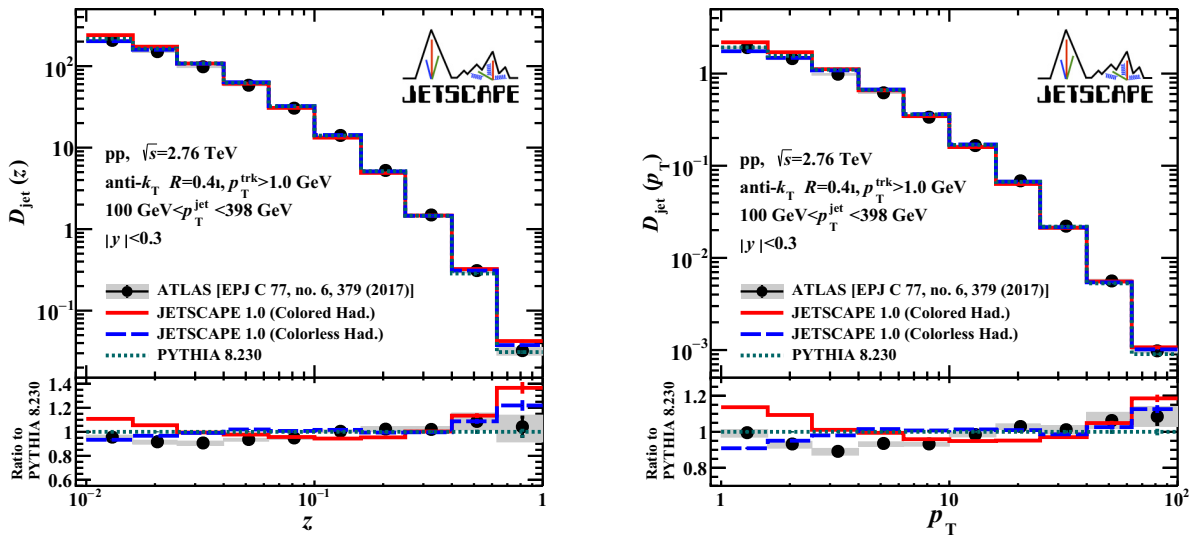 JETSCAPE
D_jet (z)
10^2
10
1
10^−1
pp, √s=2.76 TeV
anti-k_T R=0.4ι, p_T^trk>1.0 GeV
100 GeV<p_T^jet <398 GeV
|y|<0.3
ATLAS [EPJ C 77, no. 6, 379 (2017)]
JETSCAPE 1.0 (Colored Had.)
JETSCAPE 1.0 (Colorless Had.)
PYTHIA 8.230
Ratio to
PYTHIA 8.230
1.4
1.2
1
0.8
0.6
10^−2
10^−1
1
z
JETSCAPE
D_jet (p_T)
1
10^−1
10^−2
10^−3
pp, √s=2.76 TeV
anti-k_T R=0.4ι, p_T^trk>1.0 GeV
100 GeV<p_T^jet <398 GeV
|y|<0.3
ATLAS [EPJ C 77, no. 6, 379 (2017)]
JETSCAPE 1.0 (Colored Had.)
JETSCAPE 1.0 (Colorless Had.)
PYTHIA 8.230
Ratio to
PYTHIA 8.230
1.2
1
0.8
1
10
10^2
p_T